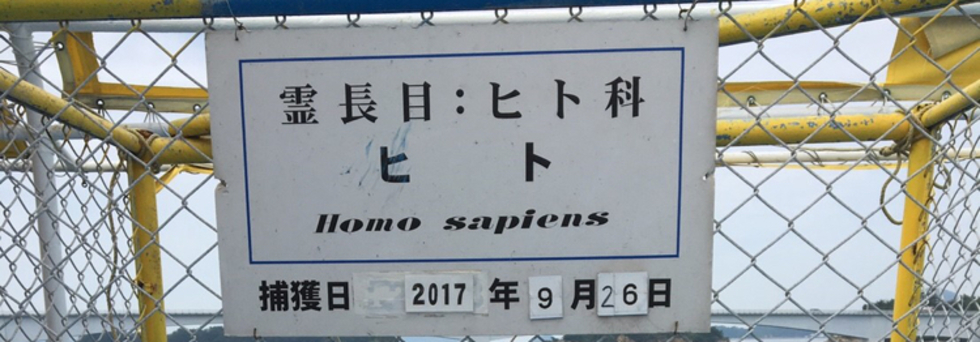 霊長目:ヒト科
ヒト
Homo sapiens
捕獲日 2017 年 9 月 26 日